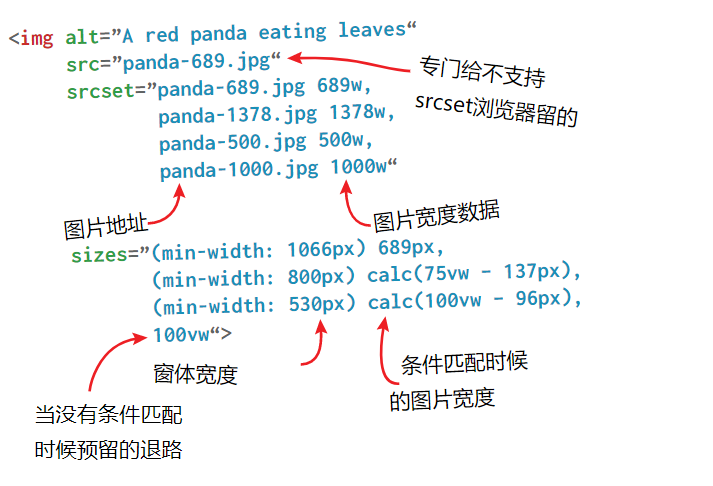 <img alt=”A red panda eating leaves“
src=”panda-689.jpg“
专门给不支持
srcset浏览器留的
srcset=”panda-689.jpg 689w,
panda-1378.jpg 1378w,
panda-500.jpg 500w,
panda-1000.jpg 1000w“
图片地址
图片宽度数据
sizes=”(min-width: 1066px) 689px,
(min-width: 800px) calc(75vw – 137px),
(min-width: 530px) calc(100vw – 96px),
100vw“>
窗体宽度
条件匹配时候
的图片宽度
当没有条件匹配
时候预留的退路